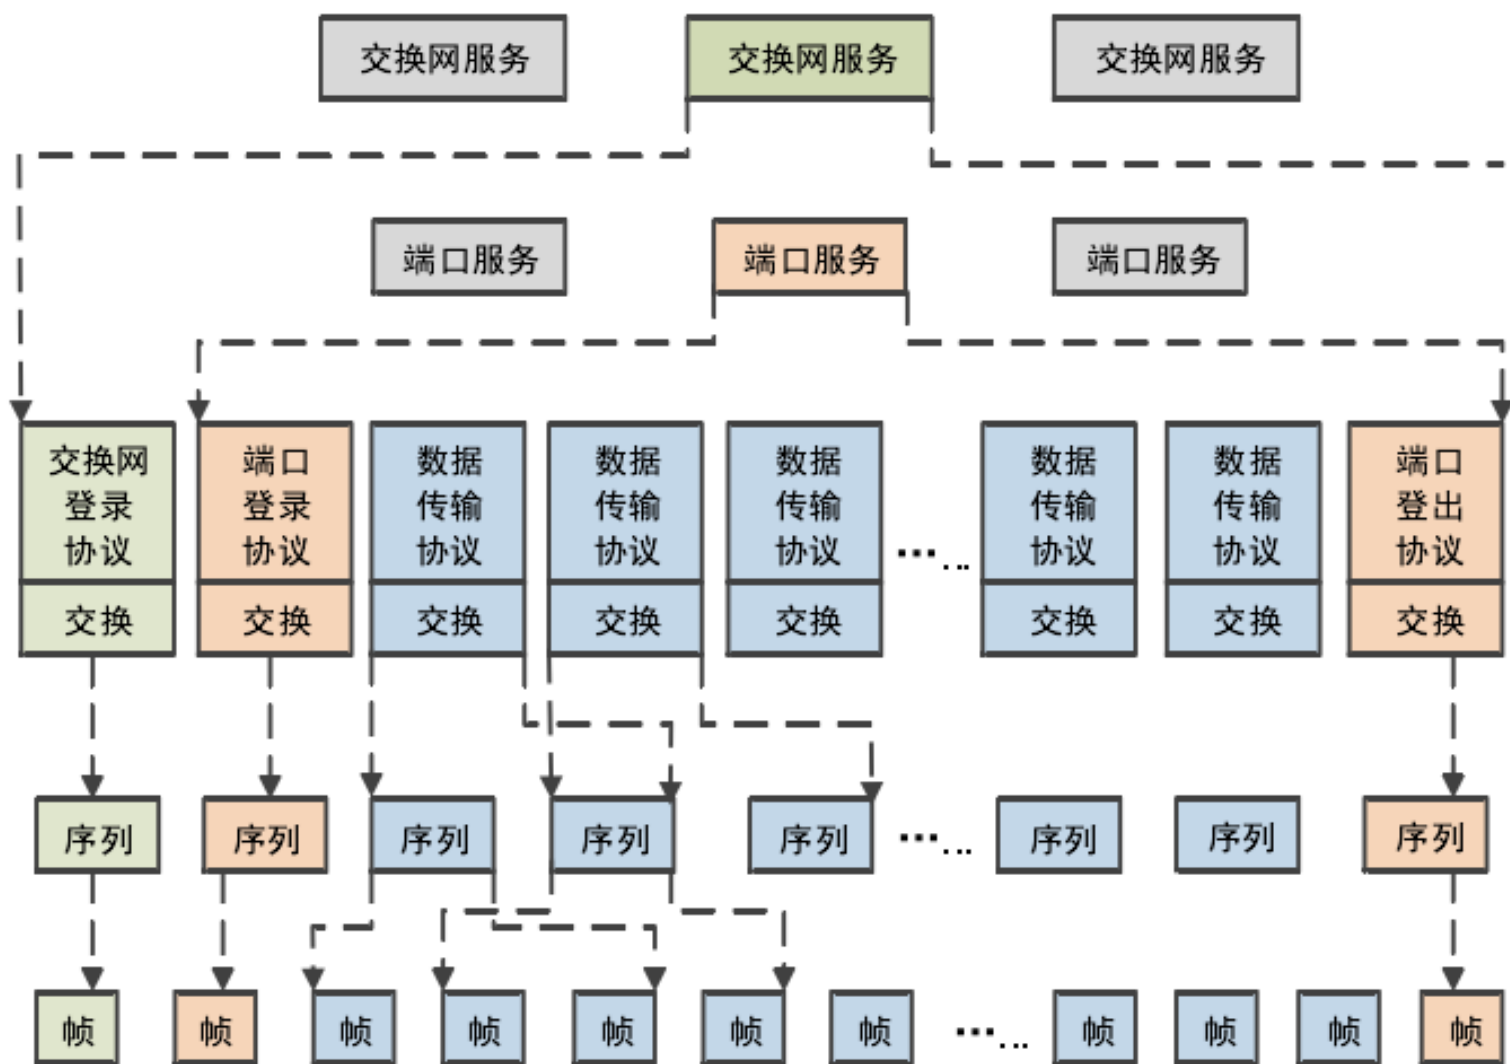 交换网服务 交换网服务 交换网服务
端口服务 端口服务 端口服务
交换网 端口 数据 数据 数据 数据 数据 端口
登录 登录 传输 传输 传输 传输 传输 登出
协议 协议 协议 协议 协议 ...... 协议 协议 协议
交换 交换 交换 交换 交换 交换 交换 交换
序列 序列 序列 序列 序列 ...... 序列 序列 序列
帧 帧 帧 帧 帧 帧 帧 ...... 帧 帧 帧 帧